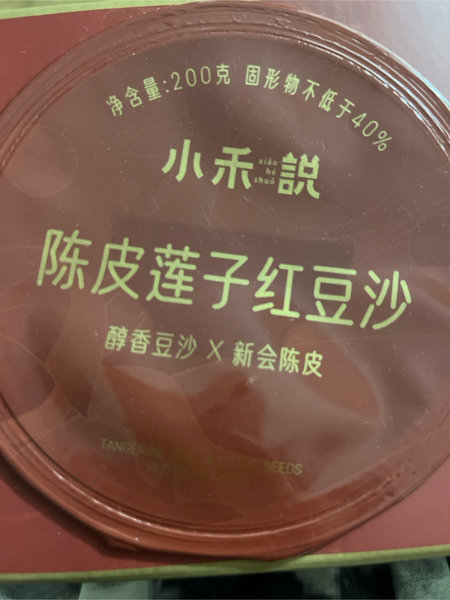 净含量:200克 固形物不低于40%
小禾説
xiǎo
hé
shuō
陈皮莲子红豆沙
醇香豆沙 X 新会陈皮
TANGERINE SEEDS
RED